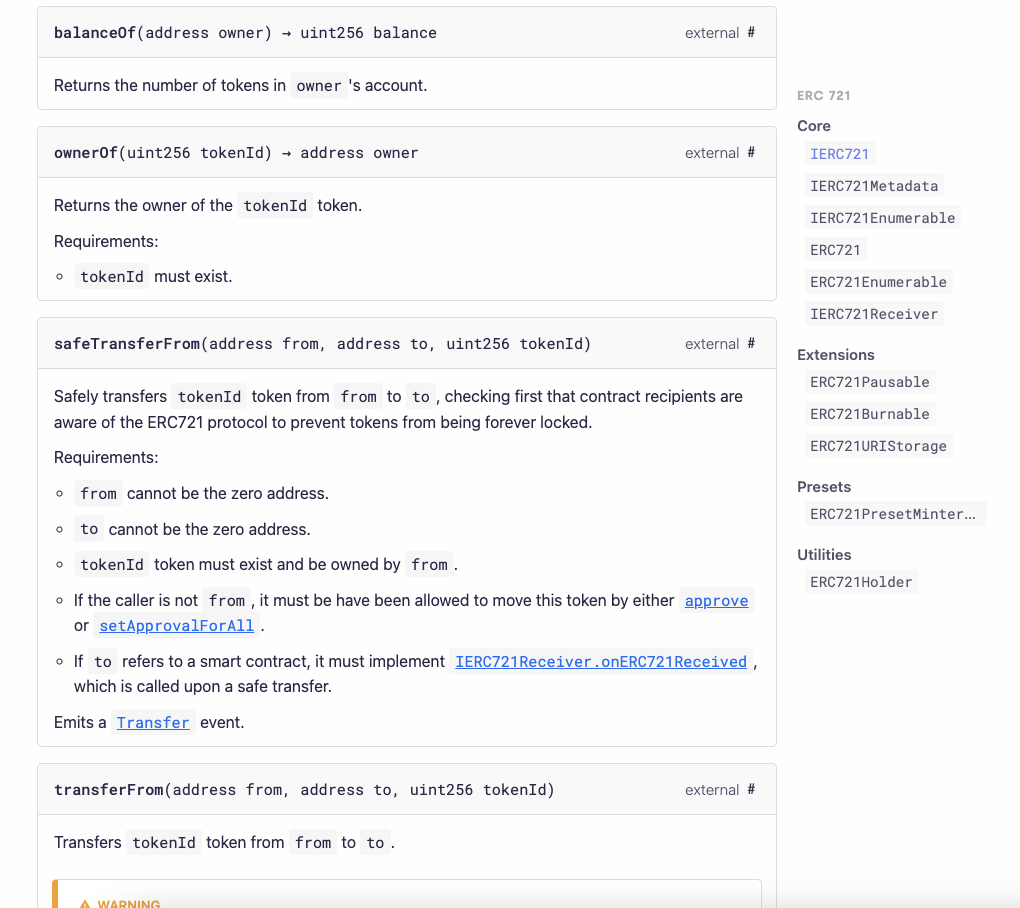 balanceOf(address owner) → uint256 balance
external #
Returns the number of tokens in owner 's account.
ownerOf(uint256 tokenId) → address owner
external #
Returns the owner of the tokenId token.
Requirements:
tokenId must exist.
safeTransferFrom(address from, address to, uint256 tokenId)
external #
Safely transfers tokenId token from from to to , checking first that contract recipients are
aware of the ERC721 protocol to prevent tokens from being forever locked.
Requirements:
from cannot be the zero address.
to cannot be the zero address.
tokenId token must exist and be owned by from .
If the caller is not from , it must be have been allowed to move this token by either approve
or setApprovalForAll .
If to refers to a smart contract, it must implement IERC721Receiver.onERC721Received ,
which is called upon a safe transfer.
Emits a Transfer event.
transferFrom(address from, address to, uint256 tokenId)
external #
Transfers tokenId token from from to to .
WARNING
ERC 721
Core
IERC721
IERC721Metadata
IERC721Enumerable
ERC721
ERC721Enumerable
IERC721Receiver
Extensions
ERC721Pausable
ERC721Burnable
ERC721URIStorage
Presets
ERC721PresetMinter…
Utilities
ERC721Holder